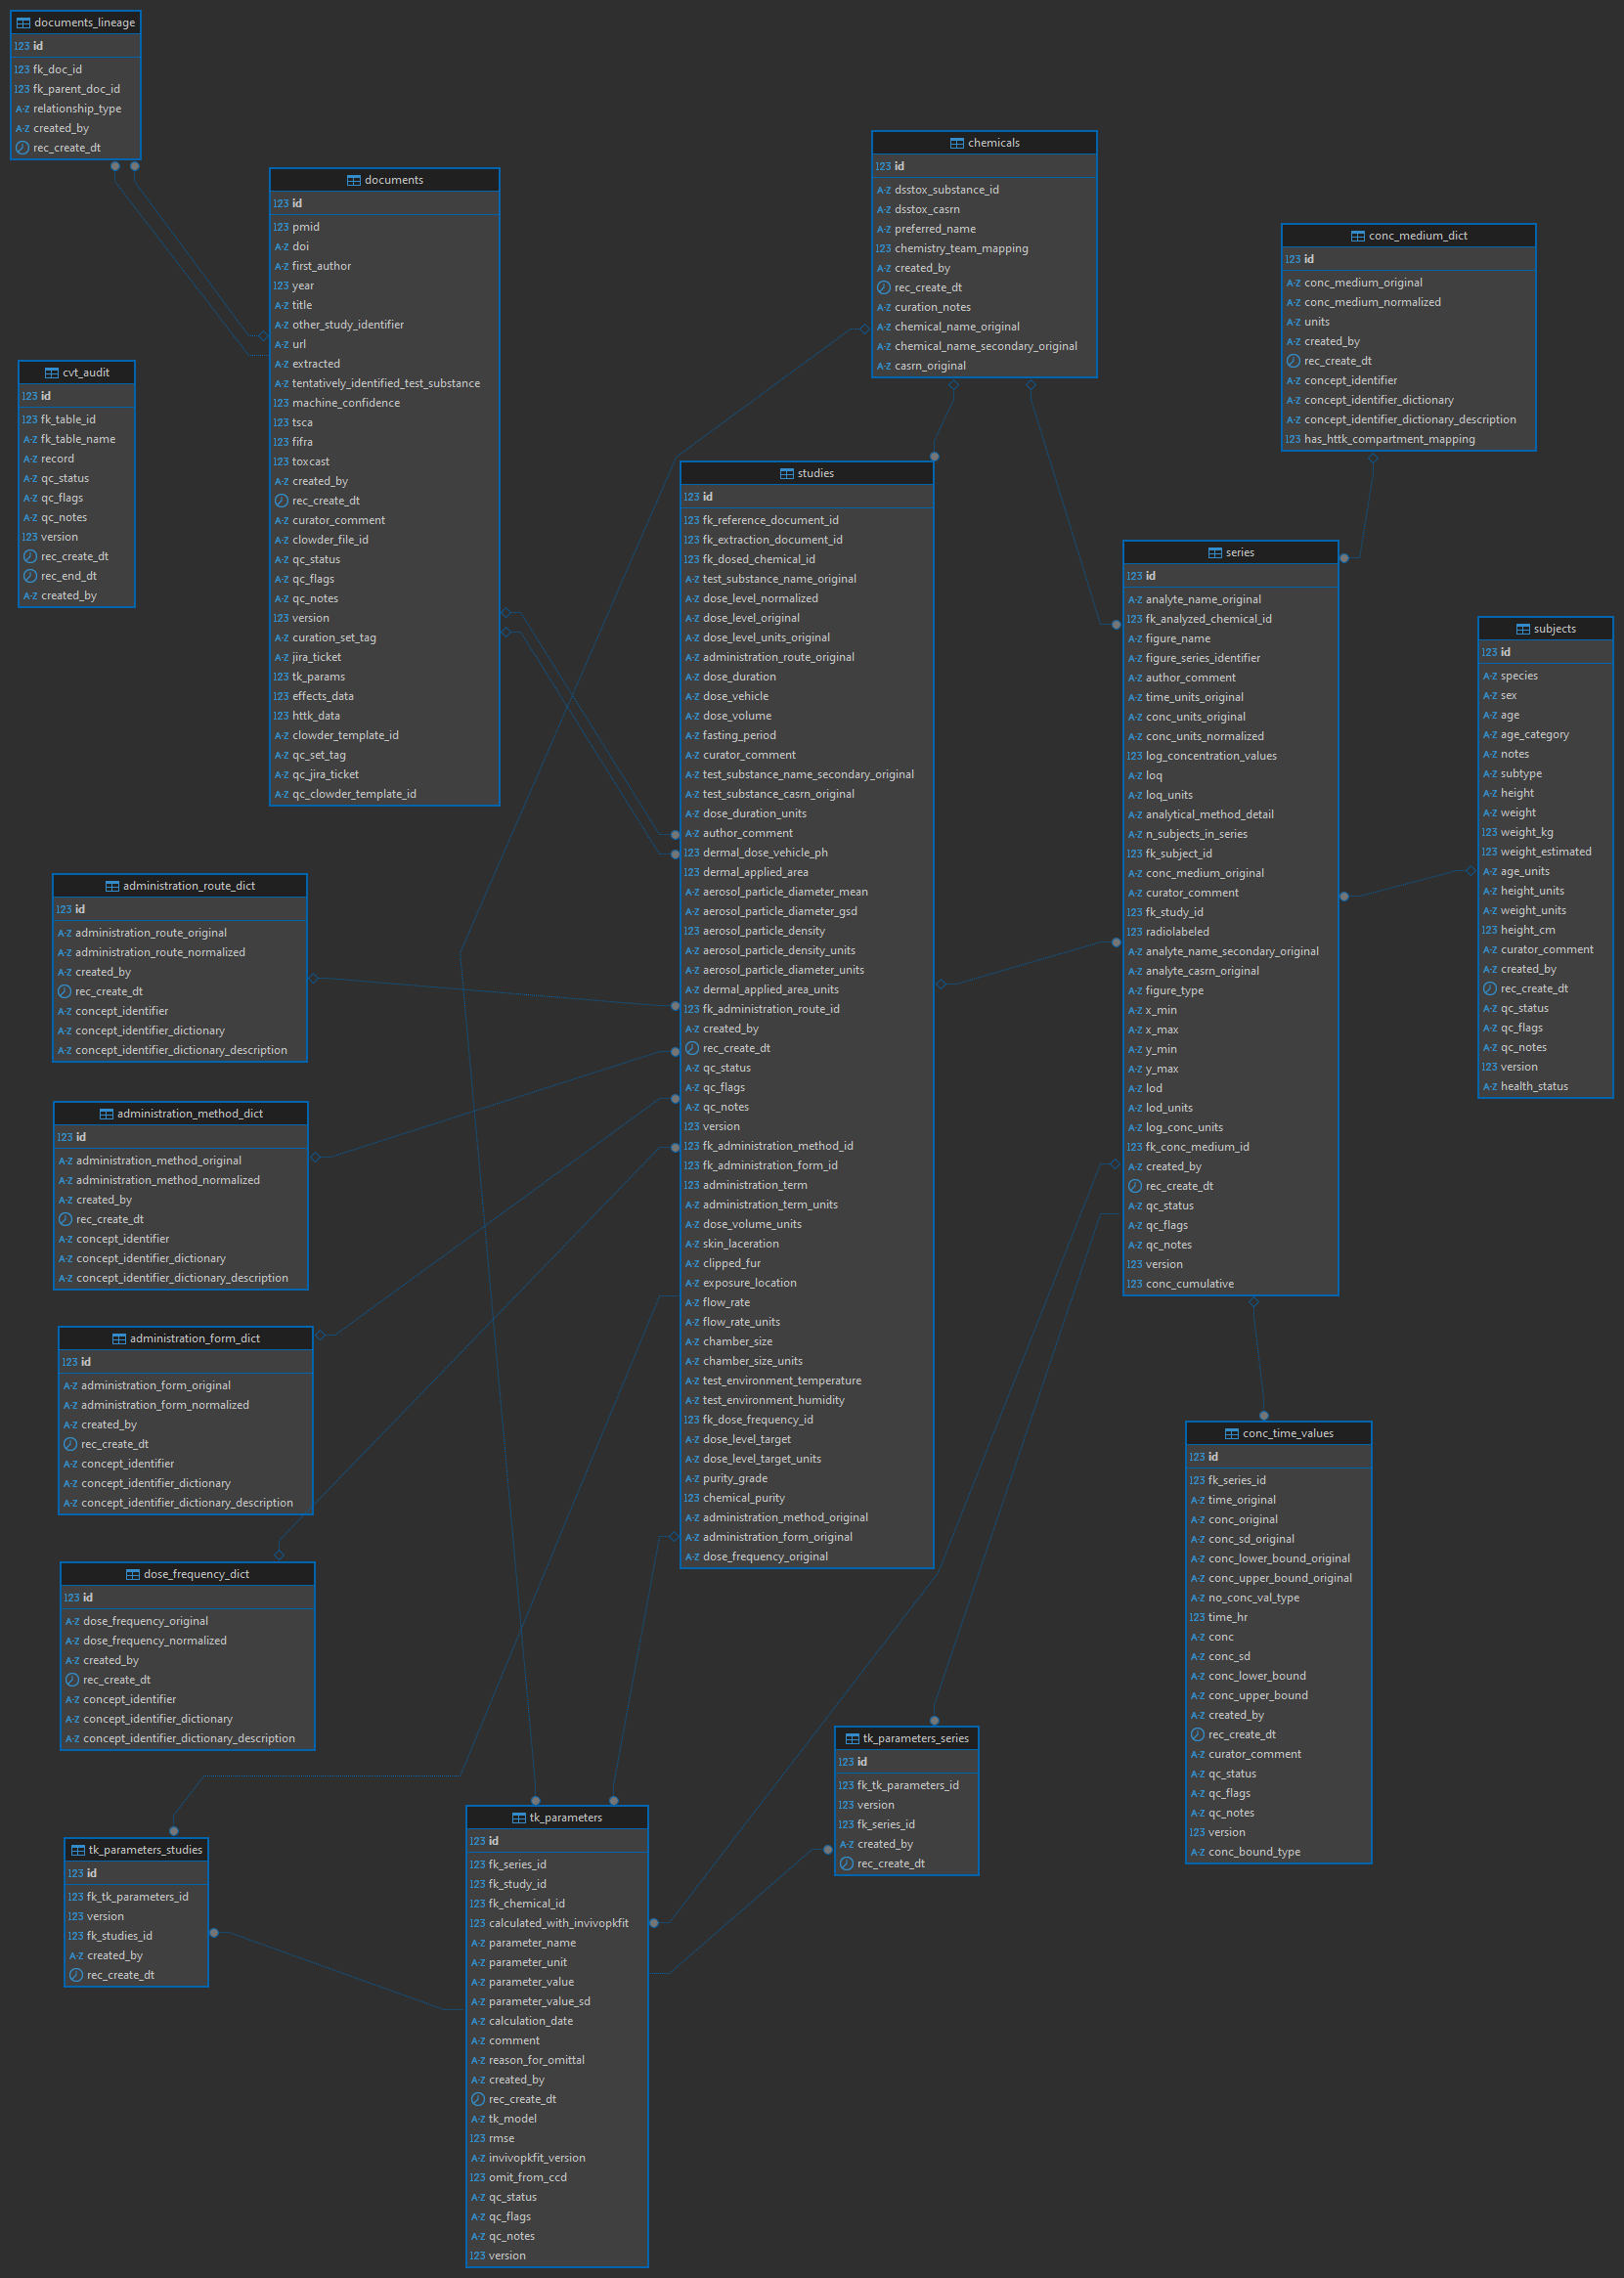 documents_lineage
123 id
123 fk_doc_id
123 fk_parent_doc_id
A-Z relationship_type
A-Z created_by
rec_create_dt
documents
123 id
123 pmid
A-Z doi
A-Z first_author
123 year
A-Z title
A-Z other_study_identifier
A-Z url
123 extracted
A-Z tentatively_identified_test_substance
123 machine_confidence
123 tsca
123 fifra
123 toxcast
A-Z created_by
rec_create_dt
A-Z curator_comment
A-Z clowder_file_id
A-Z qc_status
A-Z qc_flags
A-Z qc_notes
123 version
A-Z curation_set_tag
A-Z jira_ticket
123 tk_params
123 effects_data
123 httk_data
A-Z clowder_template_id
A-Z qc_set_tag
A-Z qc_jira_ticket
A-Z qc_clowder_template_id
cvt_audit
123 id
123 fk_table_id
A-Z fk_table_name
A-Z record
A-Z qc_status
A-Z qc_flags
A-Z qc_notes
123 version
rec_create_dt
rec_end_dt
A-Z created_by
chemicals
123 id
A-Z dsstox_substance_id
A-Z dsstox_casrn
A-Z preferred_name
123 chemistry_team_mapping
A-Z created_by
rec_create_dt
A-Z curation_notes
A-Z chemical_name_original
A-Z chemical_name_secondary_original
A-Z casrn_original
conc_medium_dict
123 id
A-Z conc_medium_original
A-Z conc_medium_normalized
A-Z units
A-Z created_by
rec_create_dt
A-Z concept_identifier
A-Z concept_identifier_dictionary
A-Z concept_identifier_dictionary_description
123 has_httk_compartment_mapping
studies
123 id
123 fk_reference_document_id
123 fk_extraction_document_id
123 fk_dosed_chemical_id
A-Z test_substance_name_original
A-Z dose_level_normalized
A-Z dose_level_original
A-Z dose_level_units_original
A-Z administration_route_original
A-Z dose_duration
A-Z dose_vehicle
A-Z dose_volume
A-Z fasting_period
A-Z curator_comment
A-Z test_substance_name_secondary_original
A-Z test_substance_casrn_original
A-Z dose_duration_units
A-Z author_comment
123 dermal_dose_vehicle_ph
123 dermal_applied_area
A-Z aerosol_particle_diameter_mean
A-Z aerosol_particle_diameter_gsd
123 aerosol_particle_density
A-Z aerosol_particle_density_units
A-Z aerosol_particle_diameter_units
A-Z dermal_applied_area_units
123 fk_administration_route_id
A-Z created_by
rec_create_dt
A-Z qc_status
A-Z qc_flags
A-Z qc_notes
123 version
123 fk_administration_method_id
123 fk_administration_form_id
123 administration_term
A-Z administration_term_units
A-Z dose_volume_units
A-Z skin_laceration
A-Z clipped_fur
A-Z exposure_location
A-Z flow_rate
A-Z flow_rate_units
A-Z chamber_size
A-Z chamber_size_units
A-Z test_environment_temperature
A-Z test_environment_humidity
123 fk_dose_frequency_id
A-Z dose_level_target
A-Z dose_level_target_units
A-Z purity_grade
123 chemical_purity
A-Z administration_method_original
A-Z administration_form_original
A-Z dose_frequency_original
series
123 id
A-Z analyte_name_original
123 fk_analyzed_chemical_id
A-Z figure_name
A-Z figure_series_identifier
A-Z author_comment
A-Z time_units_original
A-Z conc_units_original
A-Z conc_units_normalized
123 log_concentration_values
A-Z loq
A-Z loq_units
A-Z analytical_method_detail
A-Z n_subjects_in_series
123 fk_subject_id
A-Z conc_medium_original
A-Z curator_comment
123 fk_study_id
123 radiolabeled
A-Z analyte_name_secondary_original
A-Z analyte_casrn_original
A-Z figure_type
A-Z x_min
A-Z x_max
A-Z y_min
A-Z y_max
A-Z lod
A-Z lod_units
A-Z log_conc_units
123 fk_conc_medium_id
A-Z created_by
rec_create_dt
A-Z qc_status
A-Z qc_flags
A-Z qc_notes
123 version
123 conc_cumulative
subjects
123 id
A-Z species
A-Z sex
A-Z age
A-Z age_category
A-Z notes
A-Z subtype
A-Z height
A-Z weight
123 weight_kg
123 weight_estimated
A-Z age_units
A-Z height_units
A-Z weight_units
123 height_cm
A-Z curator_comment
A-Z created_by
rec_create_dt
A-Z qc_status
A-Z qc_flags
A-Z qc_notes
123 version
A-Z health_status
administration_route_dict
123 id
A-Z administration_route_original
A-Z administration_route_normalized
A-Z created_by
rec_create_dt
A-Z concept_identifier
A-Z concept_identifier_dictionary
A-Z concept_identifier_dictionary_description
administration_method_dict
123 id
A-Z administration_method_original
A-Z administration_method_normalized
A-Z created_by
rec_create_dt
A-Z concept_identifier
A-Z concept_identifier_dictionary
A-Z concept_identifier_dictionary_description
administration_form_dict
123 id
A-Z administration_form_original
A-Z administration_form_normalized
A-Z created_by
rec_create_dt
A-Z concept_identifier
A-Z concept_identifier_dictionary
A-Z concept_identifier_dictionary_description
dose_frequency_dict
123 id
A-Z dose_frequency_original
A-Z dose_frequency_normalized
A-Z created_by
rec_create_dt
A-Z concept_identifier
A-Z concept_identifier_dictionary
A-Z concept_identifier_dictionary_description
conc_time_values
123 id
123 fk_series_id
A-Z time_original
A-Z conc_original
A-Z conc_sd_original
A-Z conc_lower_bound_original
A-Z conc_upper_bound_original
A-Z no_conc_val_type
123 time_hr
A-Z conc
A-Z conc_sd
A-Z conc_lower_bound
A-Z conc_upper_bound
A-Z created_by
rec_create_dt
A-Z curator_comment
A-Z qc_status
A-Z qc_flags
A-Z qc_notes
123 version
A-Z conc_bound_type
tk_parameters_series
123 id
123 fk_tk_parameters_id
123 version
123 fk_series_id
A-Z created_by
rec_create_dt
tk_parameters_studies
123 id
123 fk_tk_parameters_id
123 version
123 fk_studies_id
A-Z created_by
rec_create_dt
tk_parameters
123 id
123 fk_series_id
123 fk_study_id
123 fk_chemical_id
123 calculated_with_invivopkfit
A-Z parameter_name
A-Z parameter_unit
A-Z parameter_value
A-Z parameter_value_sd
A-Z calculation_date
A-Z comment
A-Z reason_for_omittal
A-Z created_by
rec_create_dt
A-Z tk_model
123 rmse
A-Z invivopkfit_version
123 omit_from_ccd
A-Z qc_status
A-Z qc_flags
A-Z qc_notes
123 version